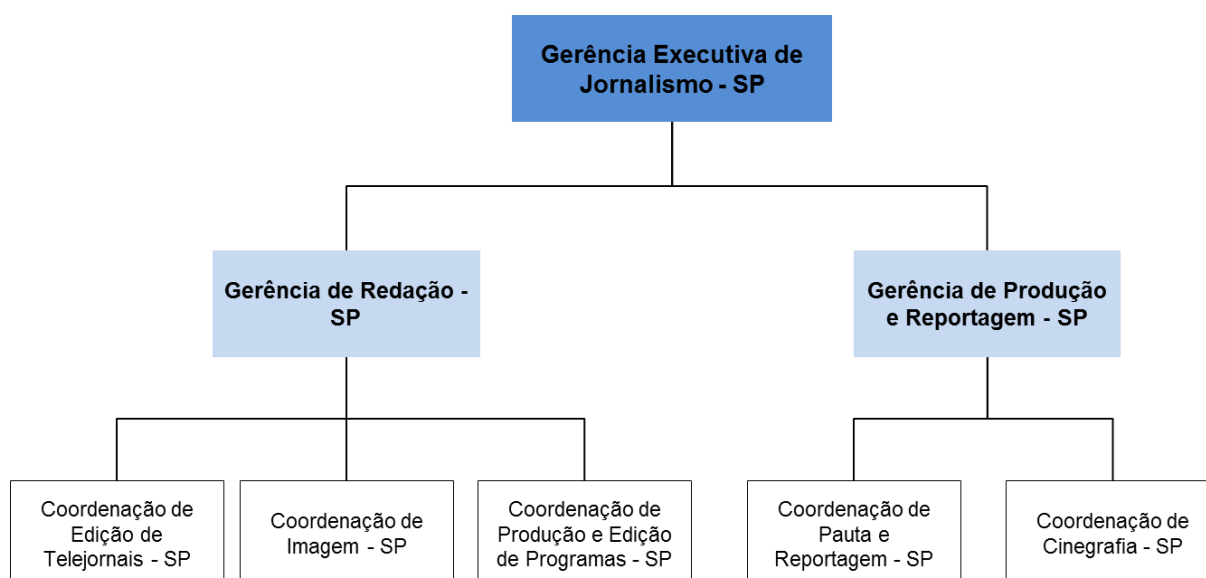 Gerência Executiva de
Jornalismo - SP
Gerência de Redação -
SP
Gerência de Produção
e Reportagem - SP
Coordenação de
Edição de
Telejornais - SP
Coordenação de
Imagem - SP
Coordenação de
Produção e Edição
de Programas - SP
Coordenação de
Pauta e
Reportagem - SP
Coordenação de
Cinegrafia - SP